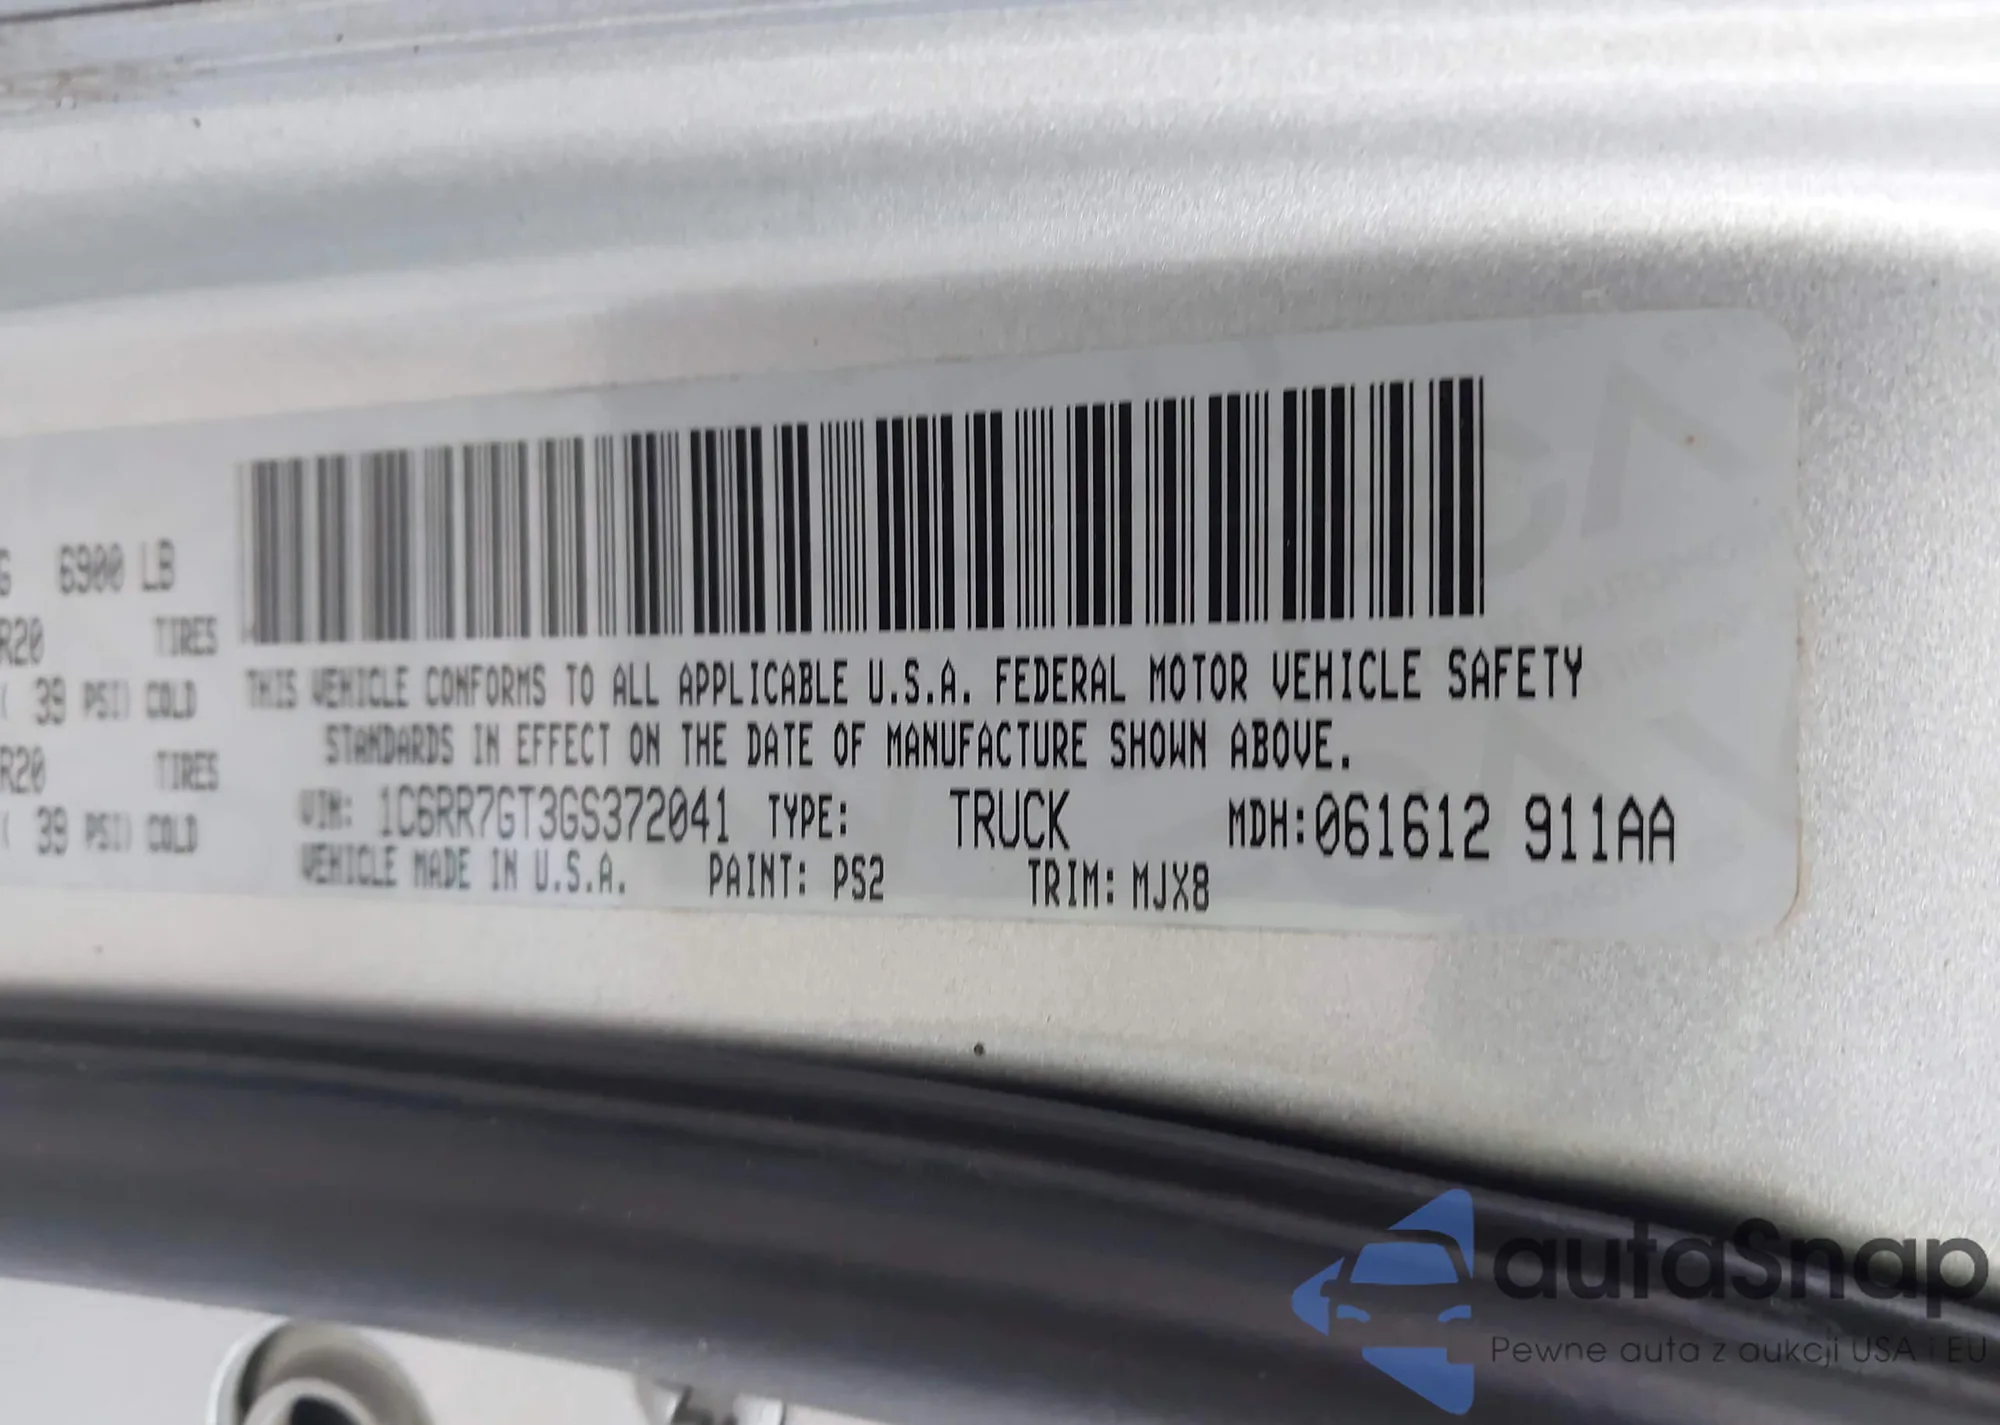 G 6900 LB
R20 TIRES
( 39 PSI) COLD
R20 TIRES
( 39 PSI) COLD
THIS VEHICLE CONFORMS TO ALL APPLICABLE U.S.A. FEDERAL MOTOR VEHICLE SAFETY
STANDARDS IN EFFECT ON THE DATE OF MANUFACTURE SHOWN ABOVE.
VIN: 1C6RR7GT3GS372041 TYPE: TRUCK MDH:061612 911AA
VEHICLE MADE IN U.S.A. PAINT: PS2 TRIM: MJX8
autaSnap
Pewne auta z aukcji USA i EU